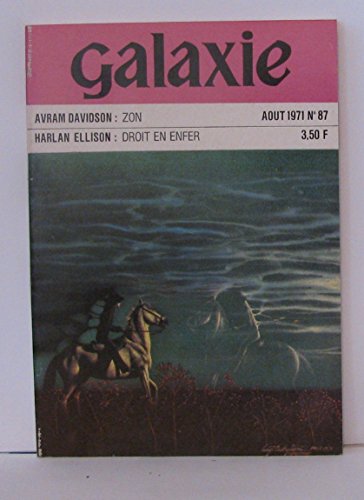 galaxie
AVRAM DAVIDSON : ZON AOUT 1971 N° 87
HARLAN ELLISON : DROIT EN ENFER 3,50 F